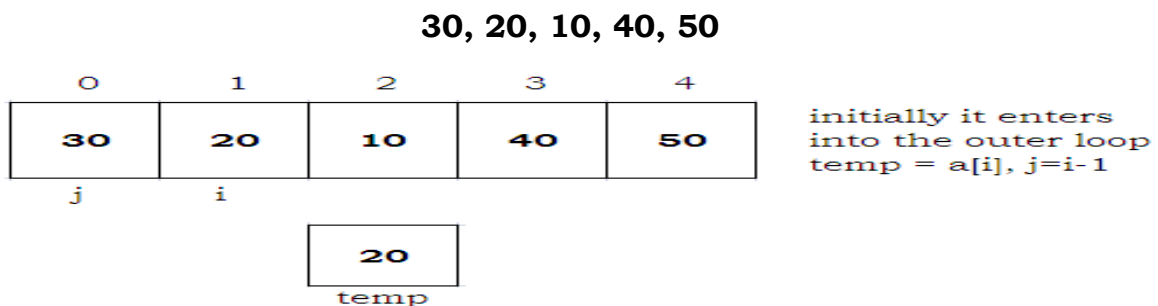 30, 20, 10, 40, 50
0 1 2 3 4
30 20 10 40 50
initially it enters
into the outer loop
temp = a[i], j=i-1
j i
20
temp